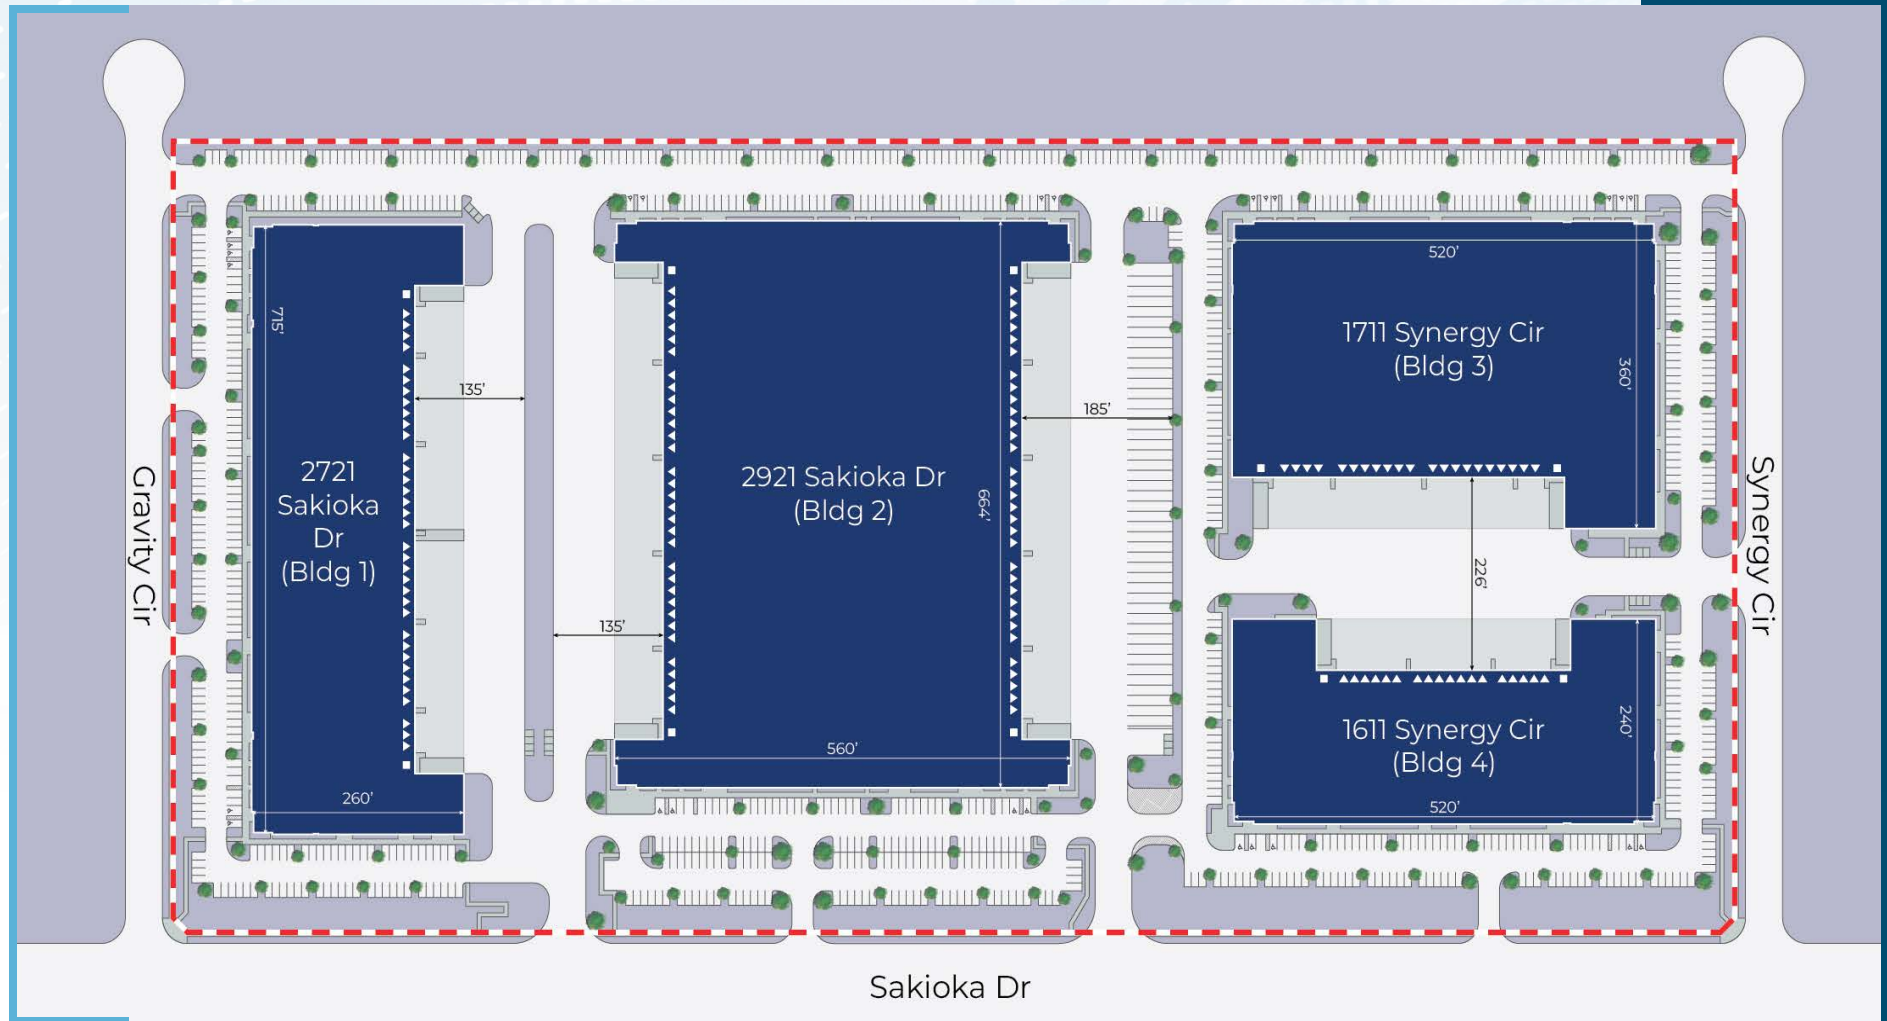 715'
135'
2721
Sakioka
Dr
(Bldg 1)
260'
Gravity Cir
135'
2921 Sakioka Dr
(Bldg 2)
664'
560'
185'
520'
1711 Synergy Cir
(Bldg 3)
360'
226'
1611 Synergy Cir
(Bldg 4)
240'
520'
Synergy Cir
Sakioka Dr